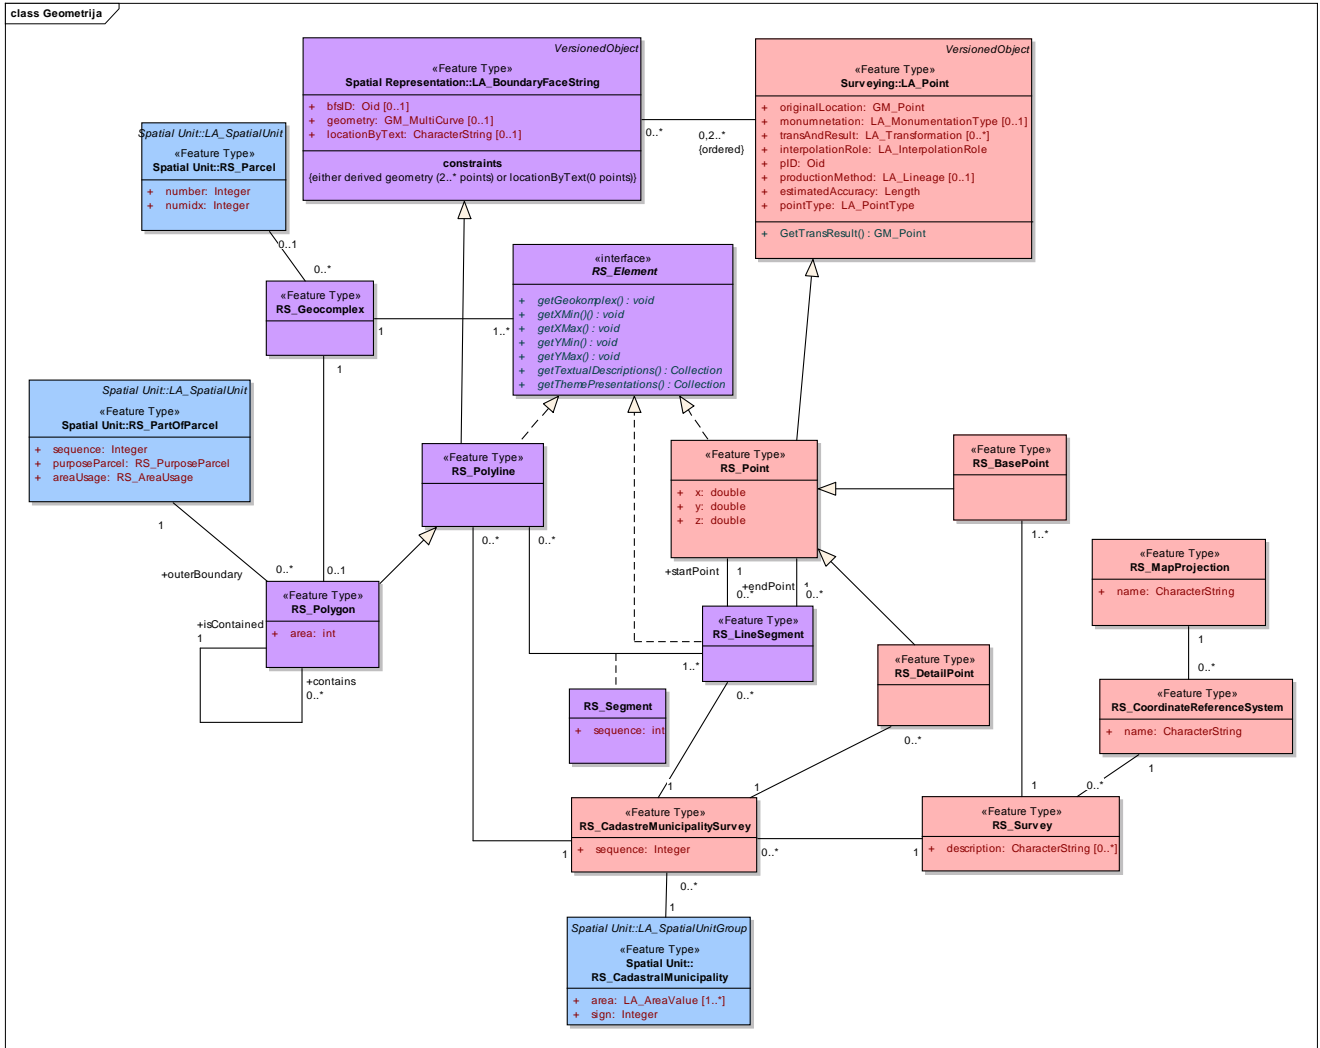 class Geometrija
VersionedObject
«Feature Type»
Spatial Representation::LA_BoundaryFaceString
+ bfsID: Oid [0..1]
+ geometry: GM_MultiCurve [0..1]
+ locationByText: CharacterString [0..1]
constraints
{either derived geometry (2..* points) or locationByText(0 points)}
0..*
0,2..*
{ordered}
VersionedObject
«Feature Type»
Surveying::LA_Point
+ originalLocation: GM_Point
+ monumnetation: LA_MonumentationType [0..1]
+ transAndResult: LA_Transformation [0..*]
+ interpolationRole: LA_InterpolationRole
+ pID: Oid
+ productionMethod: LA_Lineage [0..1]
+ estimatedAccuracy: Length
+ pointType: LA_PointType
+ GetTransResult() : GM_Point
Spatial Unit::LA_SpatialUnit
«Feature Type»
Spatial Unit::RS_Parcel
+ number: Integer
+ numidx: Integer
0..1
0..*
«Feature Type»
RS_Geocomplex
1
1..*
1
«interface»
RS_Element
+ getGeokomplex() : void
+ getXMin()() : void
+ getXMax() : void
+ getYMin() : void
+ getYMax() : void
+ getTextualDescriptions() : Collection
+ getThemePresentations() : Collection
Spatial Unit::LA_SpatialUnit
«Feature Type»
Spatial Unit::RS_PartOfParcel
+ sequence: Integer
+ purposeParcel: RS_PurposeParcel
+ areaUsage: RS_AreaUsage
1
+outerBoundary
0..*
0..1
«Feature Type»
RS_Polyline
0..*
0..*
«Feature Type»
RS_Point
+ x: double
+ y: double
+ z: double
«Feature Type»
RS_BasePoint
1..*
+startPoint
1
0..*
+endPoint
1
0..*
«Feature Type»
RS_MapProjection
+ name: CharacterString
1
0..*
«Feature Type»
RS_Polygon
+ area: int
+isContained
1
+contains
0..*
«Feature Type»
RS_LineSegment
1..*
0..*
«Feature Type»
RS_DetailPoint
0..*
RS_Segment
+ sequence: int
«Feature Type»
RS_CoordinateReferenceSystem
+ name: CharacterString
1
0..*
1
1
1
«Feature Type»
RS_CadastreMunicipalitySurvey
+ sequence: Integer
1
0..*
1
«Feature Type»
RS_Survey
+ description: CharacterString [0..*]
0..*
1
Spatial Unit::LA_SpatialUnitGroup
«Feature Type»
Spatial Unit::
RS_CadastralMunicipality
+ area: LA_AreaValue [1..*]
+ sign: Integer